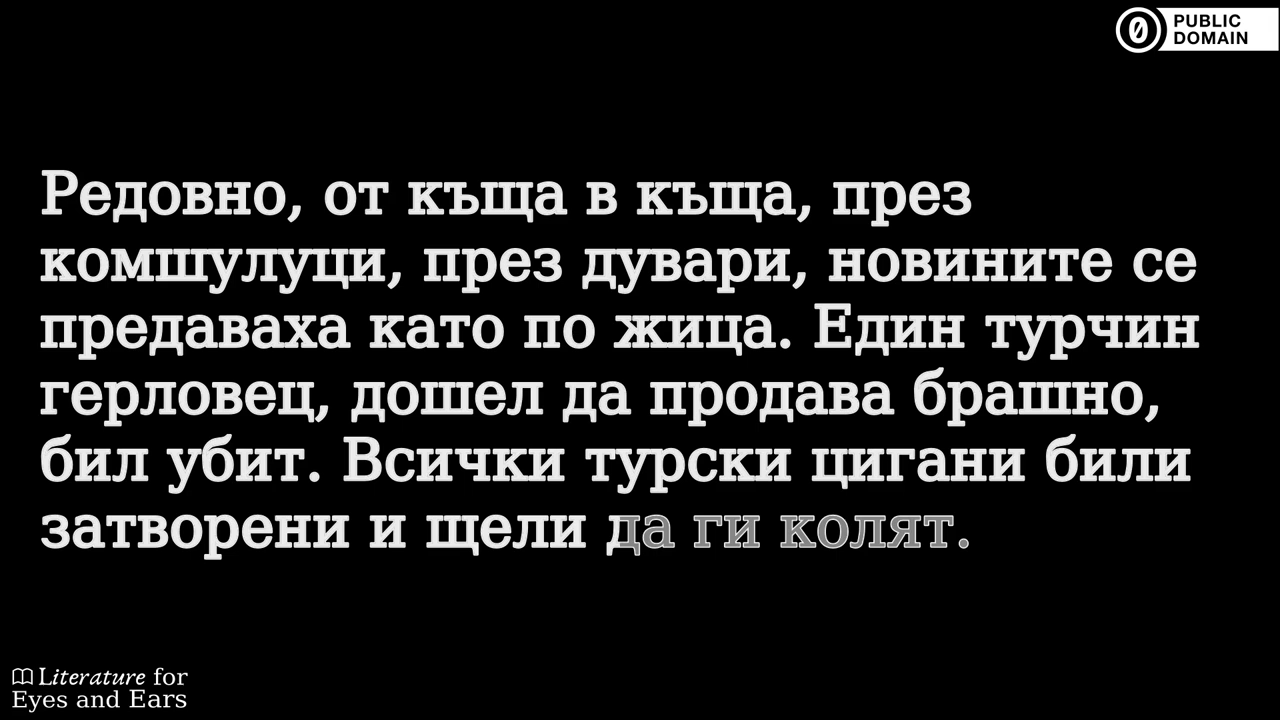 PUBLIC
DOMAIN
Редовно, от къща в къща, през
комшулуци, през дувари, новините се
предаваха като по жица. Един турчин
герловец, дошел да продава брашно,
бил убит. Всички турски цигани били
затворени и щели да ги колят.
Literature for
Eyes and Ears